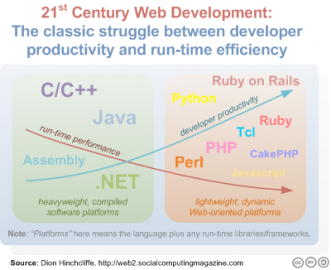 21st Century Web Development:
The classic struggle between developer
productivity and run-time efficiency
C/C++
Java
run-time performance
Assembly
.NET
heavyweight, compiled
software platforms
Ruby on Rails
Python
developer productivity
Ruby
Tcl
PHP
CakePHP
Perl
Javascript
lightweight, dynamic
Web-oriented platforms
Note: "Platforms" here means the language plus any run-time libraries/frameworks.
Source: Dion Hinchcliffe. http://web2.socialcomputingmagazine.com